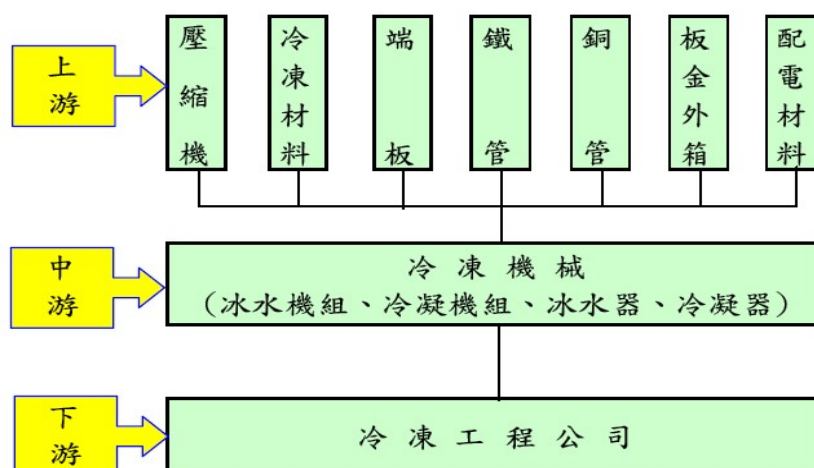 上游
壓縮機
冷凍材料
端板
鐵管
銅管
板金外箱
配電材料
中游
冷凍機械
(冰水機組、冷凝機組、冰水器、冷凝器)
下游
冷凍工程公司